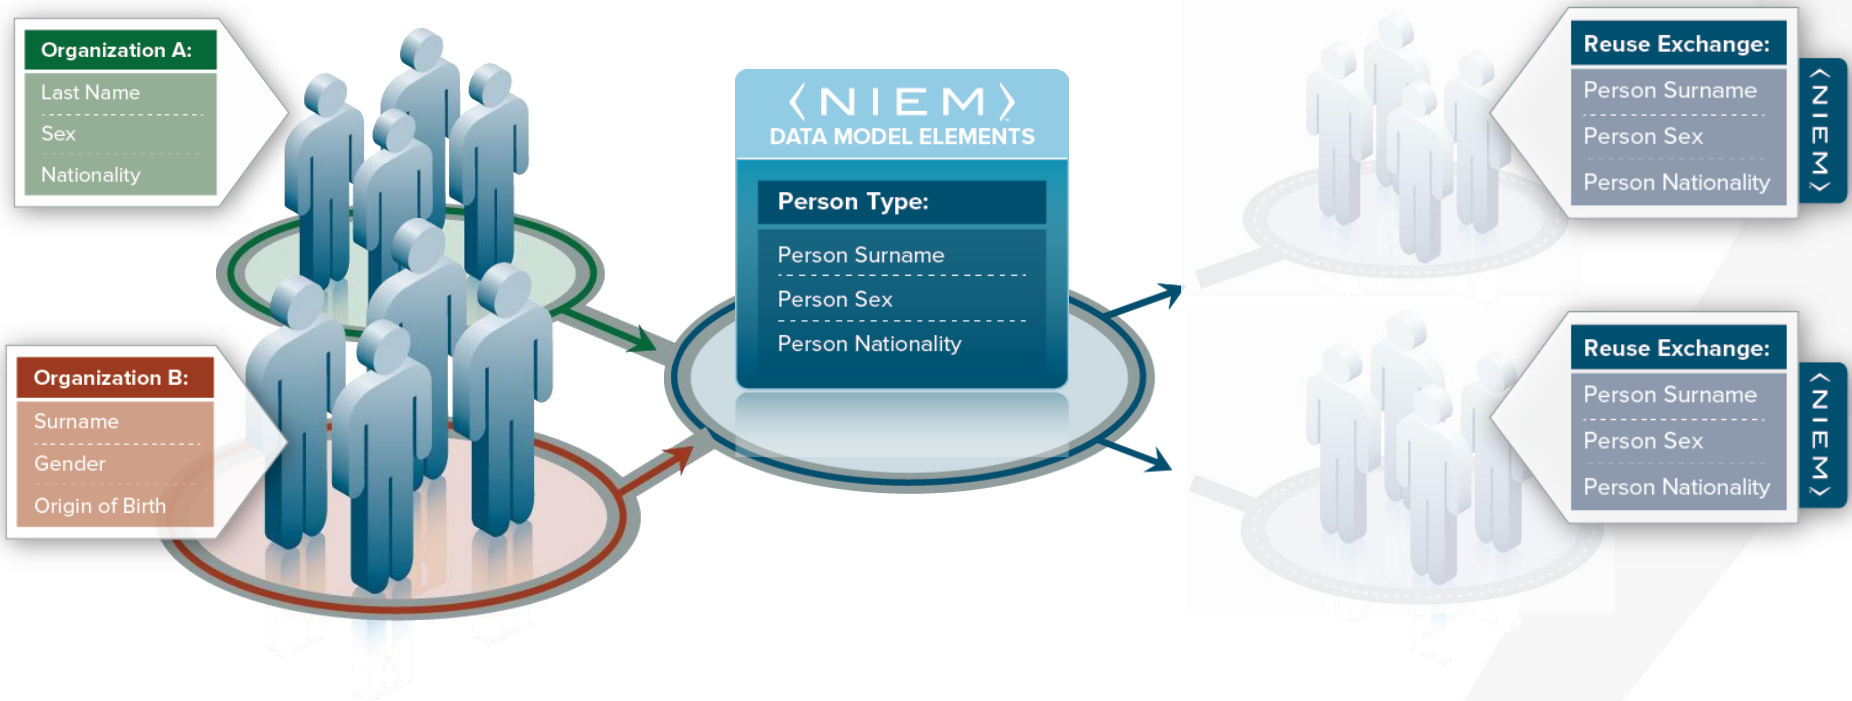 Organization A:
Last Name
Sex
Nationality
Organization B:
Surname
Gender
Origin of Birth
〈NIEM〉™
DATA MODEL ELEMENTS
Person Type:
Person Surname
Person Sex
Person Nationality
Reuse Exchange:
Person Surname
Person Sex
Person Nationality
〈NIEM〉
Reuse Exchange:
Person Surname
Person Sex
Person Nationality
〈NIEM〉